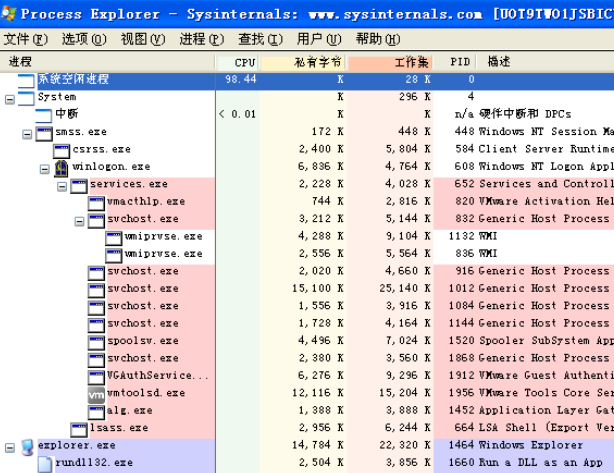 Process Explorer - Sysinternals: www.sysinternals.com [UOT9TWO1JSBIC
文件(F) 选项(O) 视图(V) 进程(P) 查找(I) 用户(U) 帮助(H)
进程 CPU 私有字节 工作集 PID 描述
系统空闲进程 98.44 K 28 K 0
System K 296 K 4
中断 < 0.01 K K n/a 硬件中断和 DPCs
smss.exe 172 K 448 K 448 Windows NT Session Ma
csrss.exe 2,400 K 5,804 K 584 Client Server Runtime
winlogon.exe 6,836 K 4,764 K 608 Windows NT Logon Appl
services.exe 2,228 K 4,028 K 652 Services and Controll
vmacthlp.exe 744 K 2,816 K 820 VMware Activation Hel
svchost.exe 3,212 K 5,144 K 832 Generic Host Process
wmiprvse.exe 4,288 K 9,104 K 1132 WMI
wmiprvse.exe 2,556 K 5,564 K 836 WMI
svchost.exe 2,020 K 4,660 K 916 Generic Host Process
svchost.exe 15,100 K 25,140 K 1012 Generic Host Process
svchost.exe 1,556 K 3,916 K 1084 Generic Host Process
svchost.exe 1,728 K 4,164 K 1144 Generic Host Process
spoolsv.exe 4,496 K 7,024 K 1520 Spooler SubSystem App
svchost.exe 2,380 K 3,560 K 1868 Generic Host Process
VGAuthService... 6,276 K 9,296 K 1912 VMware Guest Authenti
vmtoolsd.exe 12,116 K 15,204 K 1956 VMware Tools Core Ser
alg.exe 1,388 K 3,888 K 1452 Application Layer Gat
lsass.exe 2,956 K 6,244 K 664 LSA Shell (Export Ver
explorer.exe 14,784 K 22,320 K 1464 Windows Explorer
rundll32.exe 2,504 K 3,856 K 1660 Run a DLL as an App